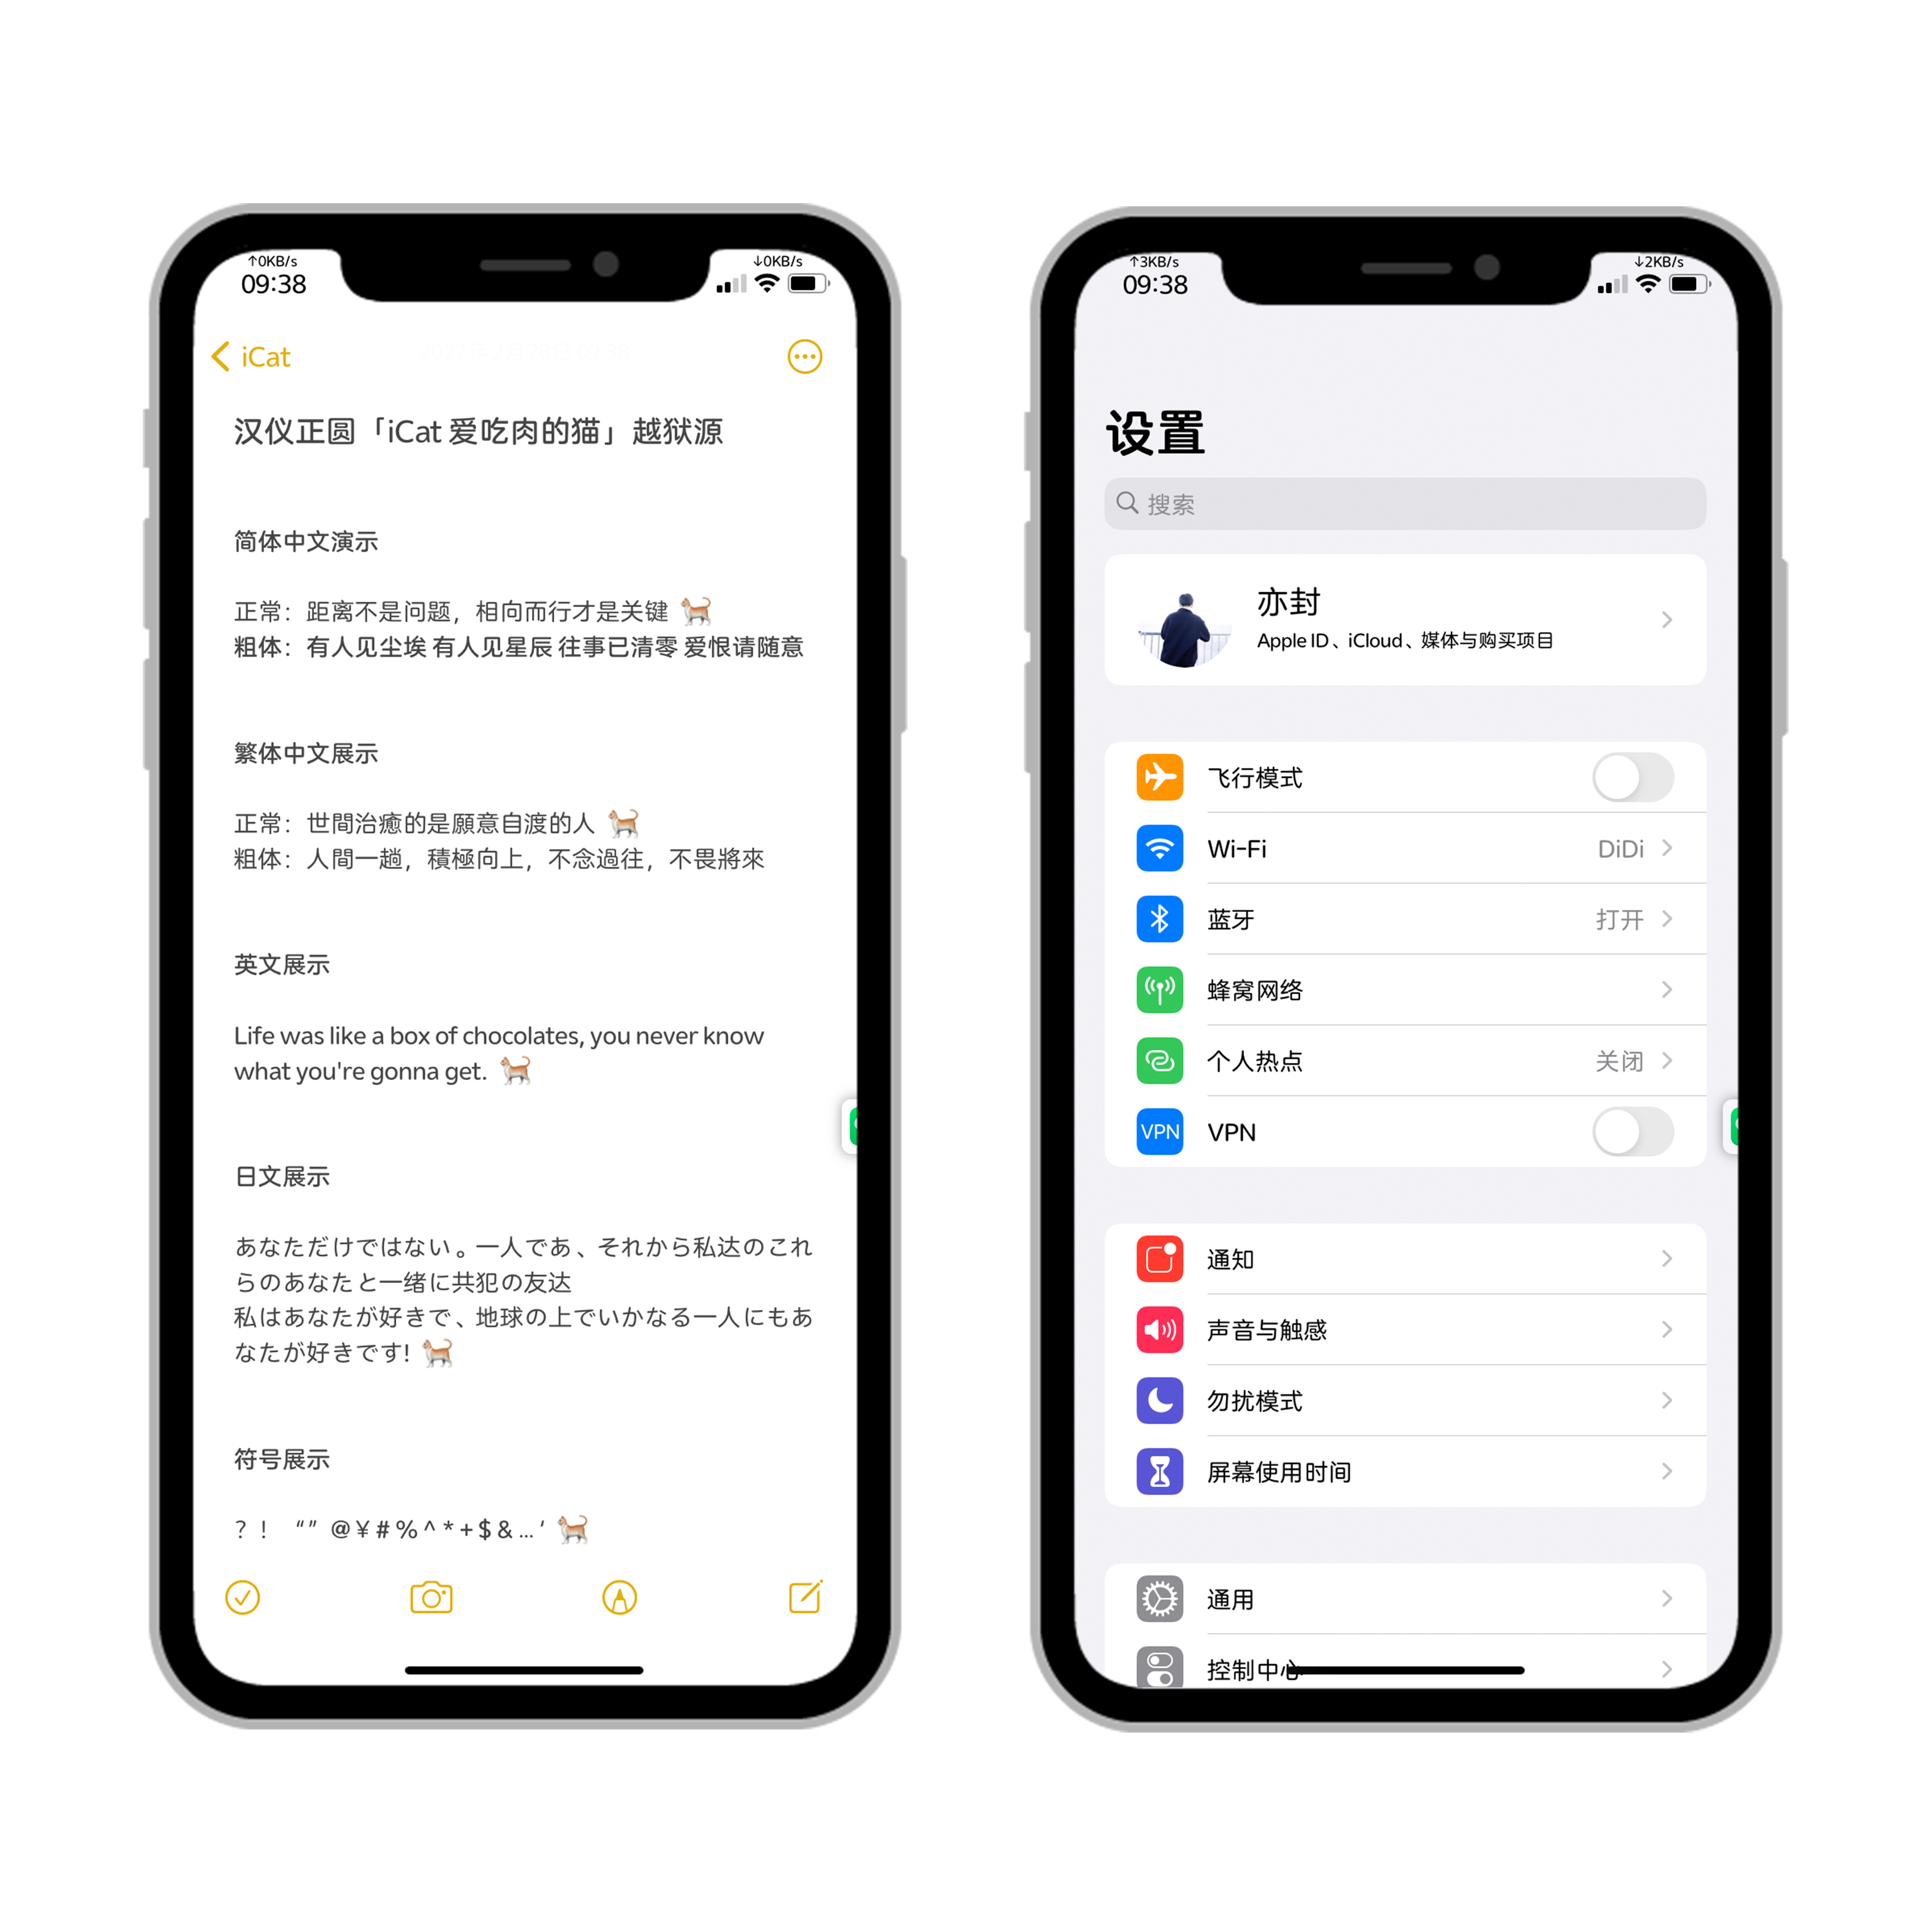 ↑0KB/s
09:38
↓0KB/s
iCat
汉仪正圆「iCat 爱吃肉的猫」越狱源
简体中文演示
正常：距离不是问题，相向而行才是关键
粗体：有人见尘埃 有人见星辰 往事已清零 爱恨请随意
繁体中文展示
正常：世間治癒的是願意自渡的人
粗体：人間一趟，積極向上，不念過往，不畏將來
英文展示
Life was like a box of chocolates, you never know
what you're gonna get.
日文展示
あなただけではない。一人であ、それから私达のこれ
らのあなたと一绪に共犯の友达
私はあなたが好きで、地球の上でいかなる一人にもあ
なたが好きです!
符号展示
？！ “” @¥#%^*+$&…‘
↑3KB/s
09:38
↓2KB/s
设置
搜索
亦封
Apple ID、iCloud、媒体与购买项目
飞行模式
Wi-Fi DiDi
蓝牙 打开
蜂窝网络
个人热点 关闭
VPN VPN
通知
声音与触感
勿扰模式
屏幕使用时间
通用
控制中心